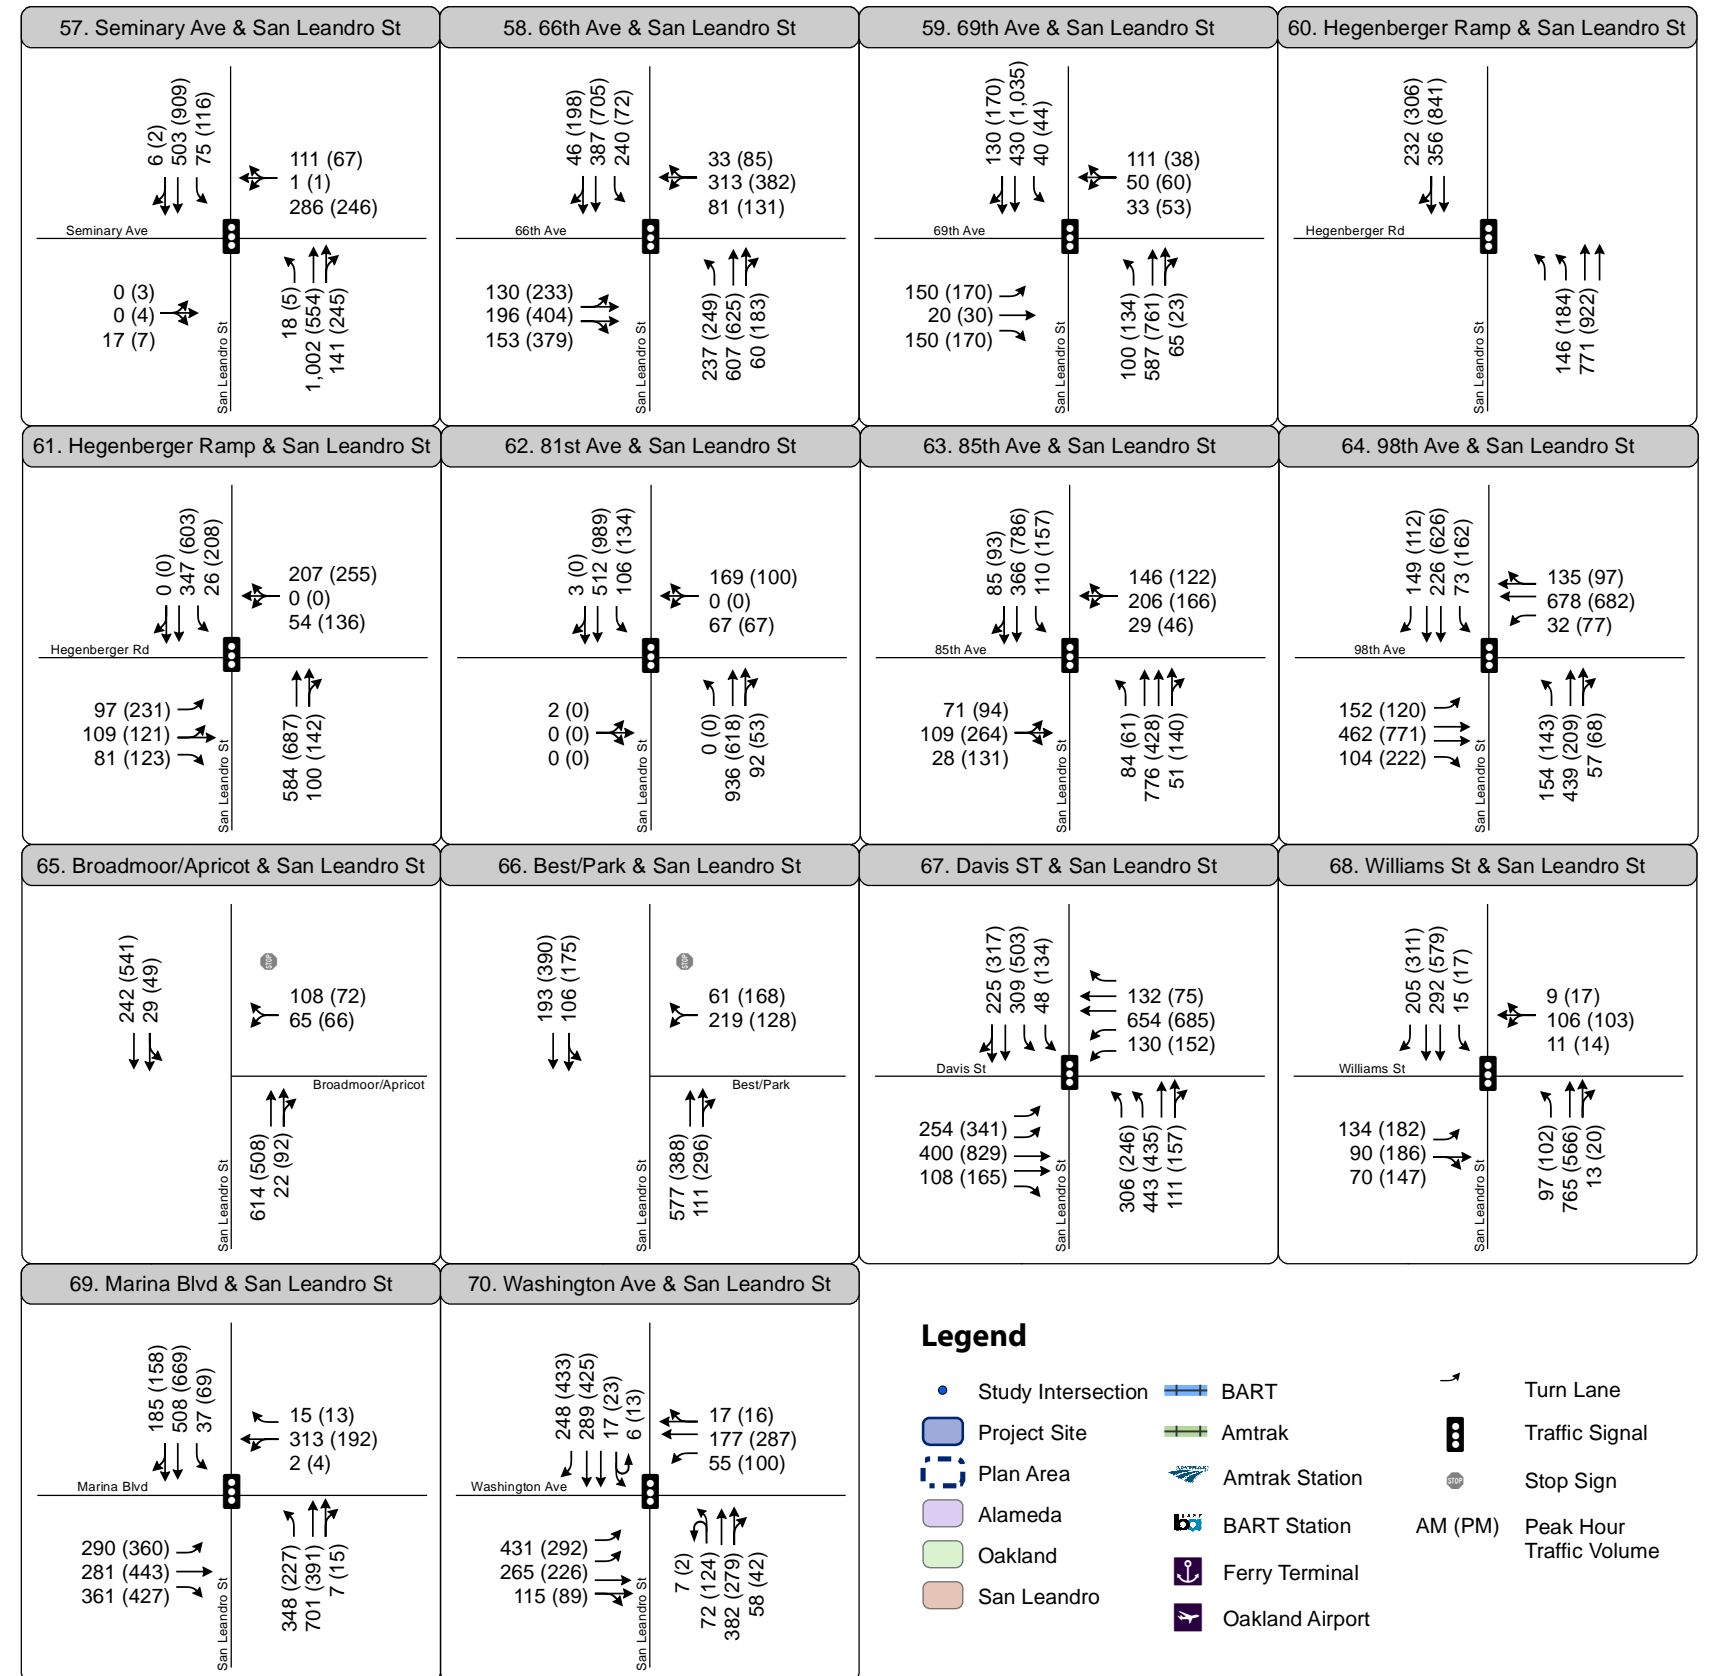 57. Seminary Ave & San Leandro St
6 (2)
503 (909)
75 (116)
111 (67)
1 (1)
286 (246)
Seminary Ave
0 (3)
0 (4)
17 (7)
San Leandro St
18 (5)
1,002 (554)
141 (245)
58. 66th Ave & San Leandro St
46 (198)
387 (705)
240 (72)
33 (85)
313 (382)
81 (131)
66th Ave
130 (233)
196 (404)
153 (379)
San Leandro St
237 (249)
607 (625)
60 (183)
59. 69th Ave & San Leandro St
130 (170)
430 (1,035)
40 (44)
111 (38)
50 (60)
33 (53)
69th Ave
150 (170)
20 (30)
150 (170)
San Leandro St
100 (134)
587 (761)
65 (23)
60. Hegenberger Ramp & San Leandro St
232 (306)
356 (841)
Hegenberger Rd
San Leandro St
146 (184)
771 (922)
61. Hegenberger Ramp & San Leandro St
0 (0)
347 (603)
26 (208)
207 (255)
0 (0)
54 (136)
Hegenberger Rd
97 (231)
109 (121)
81 (123)
San Leandro St
584 (687)
100 (142)
62. 81st Ave & San Leandro St
3 (0)
512 (989)
106 (134)
169 (100)
0 (0)
67 (67)
2 (0)
0 (0)
0 (0)
San Leandro St
0 (0)
936 (618)
92 (53)
63. 85th Ave & San Leandro St
85 (93)
366 (786)
110 (157)
146 (122)
206 (166)
29 (46)
85th Ave
71 (94)
109 (264)
28 (131)
San Leandro St
84 (61)
776 (428)
51 (140)
64. 98th Ave & San Leandro St
149 (112)
226 (626)
73 (162)
135 (97)
678 (682)
32 (77)
98th Ave
152 (120)
462 (771)
104 (222)
San Leandro St
154 (143)
439 (209)
57 (68)
65. Broadmoor/Apricot & San Leandro St
242 (541)
29 (49)
STOP
108 (72)
65 (66)
Broadmoor/Apricot
San Leandro St
614 (508)
22 (92)
66. Best/Park & San Leandro St
193 (390)
106 (175)
STOP
61 (168)
219 (128)
Best/Park
San Leandro St
577 (388)
111 (296)
67. Davis ST & San Leandro St
225 (317)
309 (503)
48 (134)
132 (75)
654 (685)
130 (152)
Davis St
254 (341)
400 (829)
108 (165)
San Leandro St
306 (246)
443 (435)
111 (157)
68. Williams St & San Leandro St
205 (311)
292 (579)
15 (17)
9 (17)
106 (103)
11 (14)
Williams St
134 (182)
90 (186)
70 (147)
San Leandro St
97 (102)
765 (566)
13 (20)
69. Marina Blvd & San Leandro St
185 (158)
508 (669)
37 (69)
15 (13)
313 (192)
2 (4)
Marina Blvd
290 (360)
281 (443)
361 (427)
San Leandro St
348 (227)
701 (391)
7 (15)
70. Washington Ave & San Leandro St
248 (433)
289 (425)
17 (23)
6 (13)
17 (16)
177 (287)
55 (100)
Washington Ave
431 (292)
265 (226)
115 (89)
San Leandro St
7 (2)
72 (124)
382 (279)
58 (42)
Legend
Study Intersection
Project Site
Plan Area
Alameda
Oakland
San Leandro
BART
Amtrak
Amtrak Station
BART Station
Ferry Terminal
Oakland Airport
Turn Lane
Traffic Signal
STOP
Stop Sign
AM (PM)
Peak Hour
Traffic Volume